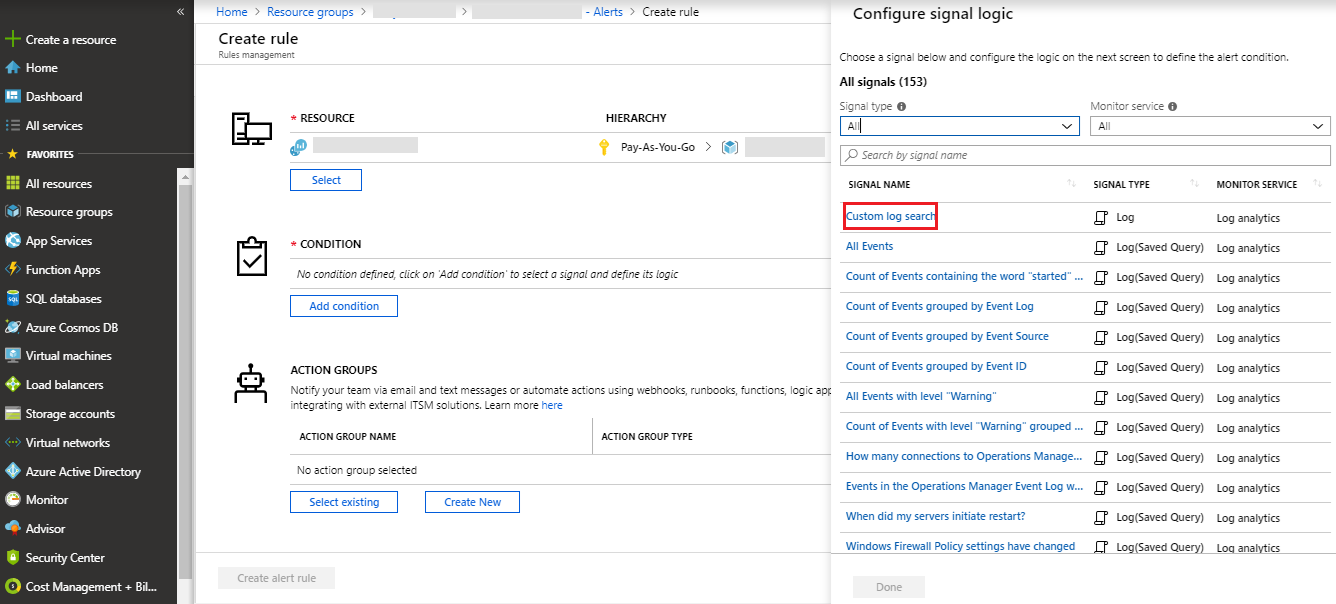 «
Create a resource
Home
Dashboard
All services
FAVORITES
All resources
Resource groups
App Services
Function Apps
SQL databases
Azure Cosmos DB
Virtual machines
Load balancers
Storage accounts
Virtual networks
Azure Active Directory
Monitor
Advisor
Security Center
Cost Management + Bil...
Home > Resource groups > > - Alerts > Create rule
Create rule
Rules management
* RESOURCE HIERARCHY
Pay-As-You-Go >
Select
* CONDITION
No condition defined, click on 'Add condition' to select a signal and define its logic
Add condition
ACTION GROUPS
Notify your team via email and text messages or automate actions using webhooks, runbooks, functions, logic app
integrating with external ITSM solutions. Learn more here
ACTION GROUP NAME ACTION GROUP TYPE
No action group selected
Select existing Create New
Create alert rule
Configure signal logic
Choose a signal below and configure the logic on the next screen to define the alert condition.
All signals (153)
Signal type Monitor service
All All
Search by signal name
SIGNAL NAME SIGNAL TYPE MONITOR SERVICE
Custom log search Log Log analytics
All Events Log(Saved Query) Log analytics
Count of Events containing the word "started" ... Log(Saved Query) Log analytics
Count of Events grouped by Event Log Log(Saved Query) Log analytics
Count of Events grouped by Event Source Log(Saved Query) Log analytics
Count of Events grouped by Event ID Log(Saved Query) Log analytics
All Events with level "Warning" Log(Saved Query) Log analytics
Count of Events with level "Warning" grouped ... Log(Saved Query) Log analytics
How many connections to Operations Manage... Log(Saved Query) Log analytics
Events in the Operations Manager Event Log w... Log(Saved Query) Log analytics
When did my servers initiate restart? Log(Saved Query) Log analytics
Windows Firewall Policy settings have changed Log(Saved Query) Log analytics
Done